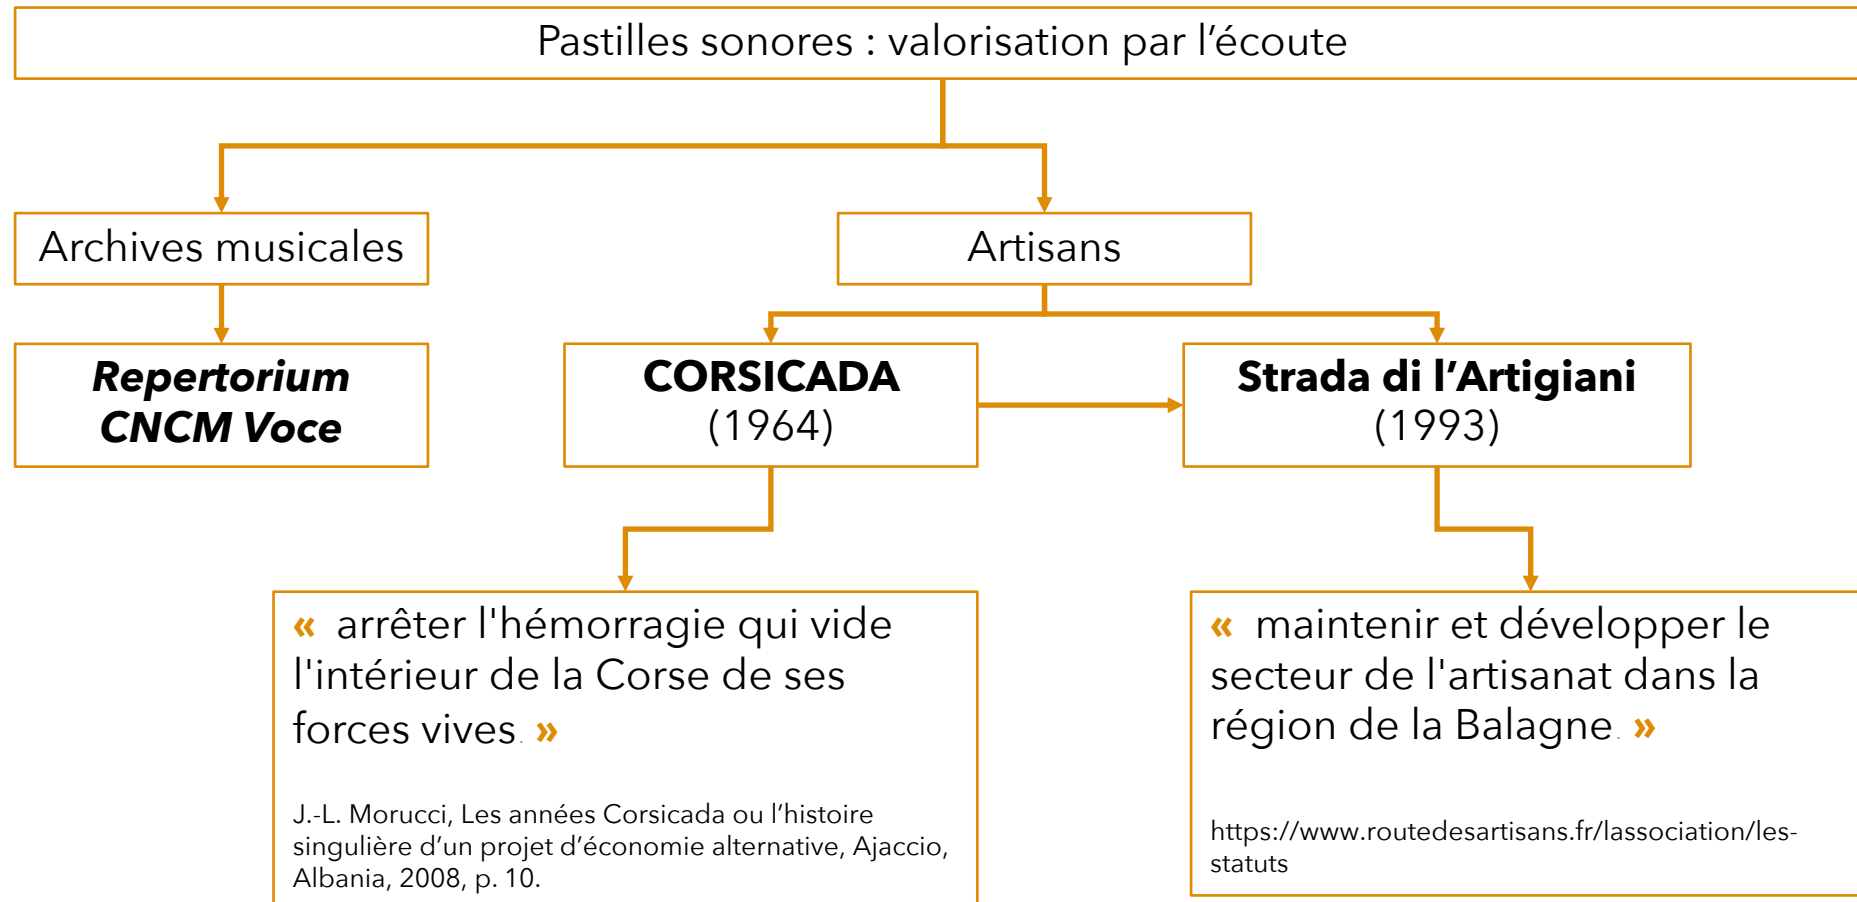 Pastilles sonores : valorisation par l’écoute
Archives musicales
Artisans
Repertorium
CNCM Voce
CORSICADA
(1964)
Strada di l’Artigiani
(1993)
« arrêter l'hémorragie qui vide
l'intérieur de la Corse de ses
forces vives. »
J.-L. Morucci, Les années Corsicada ou l’histoire
singulière d’un projet d’économie alternative, Ajaccio,
Albania, 2008, p. 10.
« maintenir et développer le
secteur de l'artisanat dans la
région de la Balagne. »
https://www.routedesartisans.fr/lassociation/les-
statuts